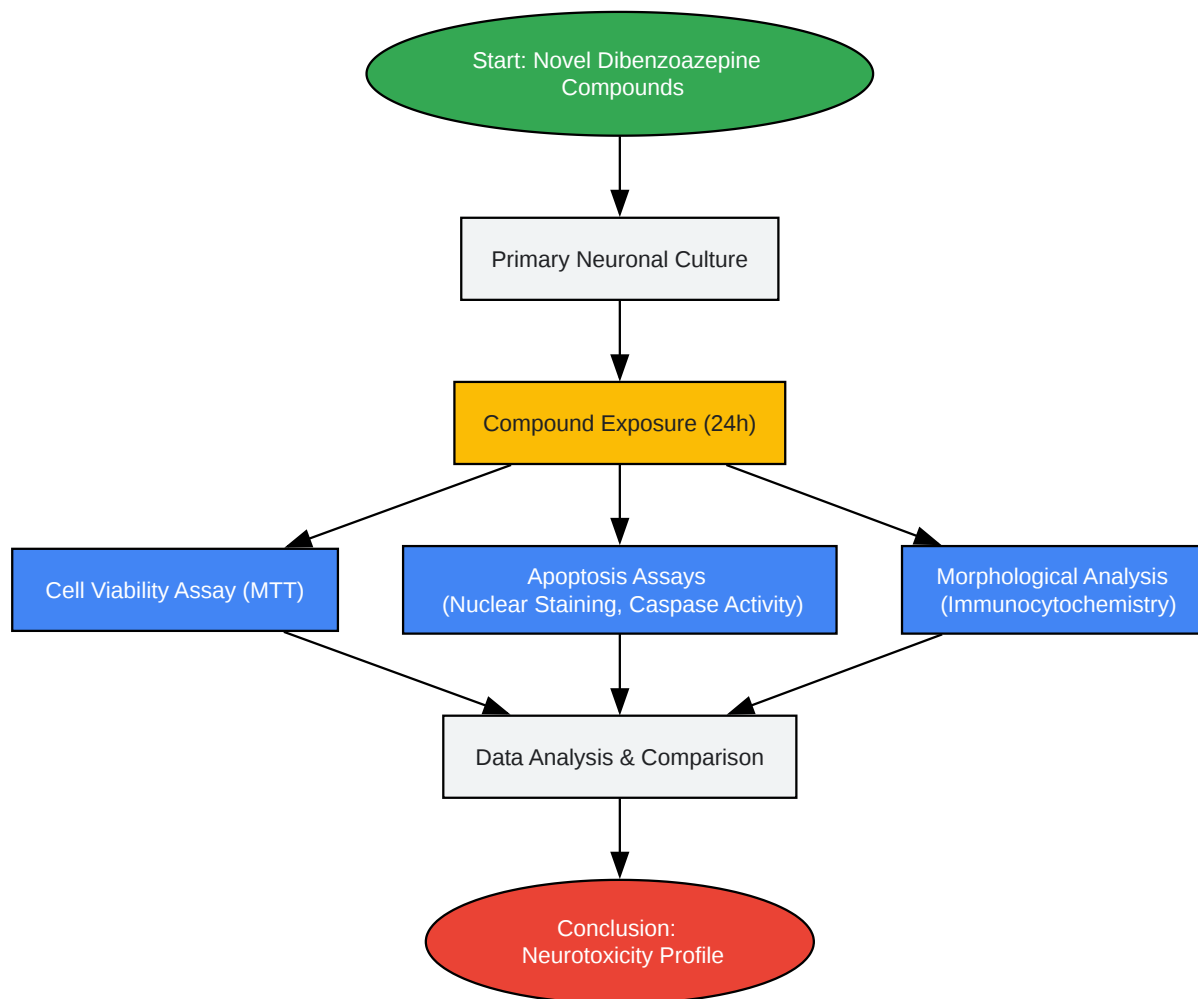 Start: Novel Dibenzoazepine
Compounds
Primary Neuronal Culture
Compound Exposure (24h)
Cell Viability Assay (MTT)
Apoptosis Assays
(Nuclear Staining, Caspase Activity)
Morphological Analysis
(Immunocytochemistry)
Data Analysis & Comparison
Conclusion:
Neurotoxicity Profile